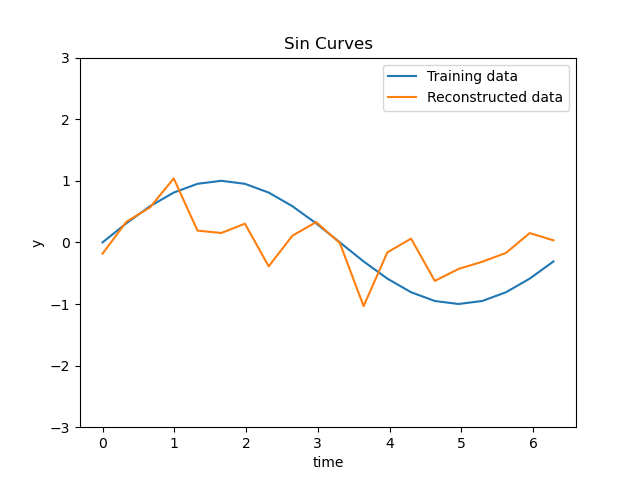 Sin Curves
Training data
Reconstructed data
3
2
1
0
−1
−2
−3
y
0 1 2 3 4 5 6
time